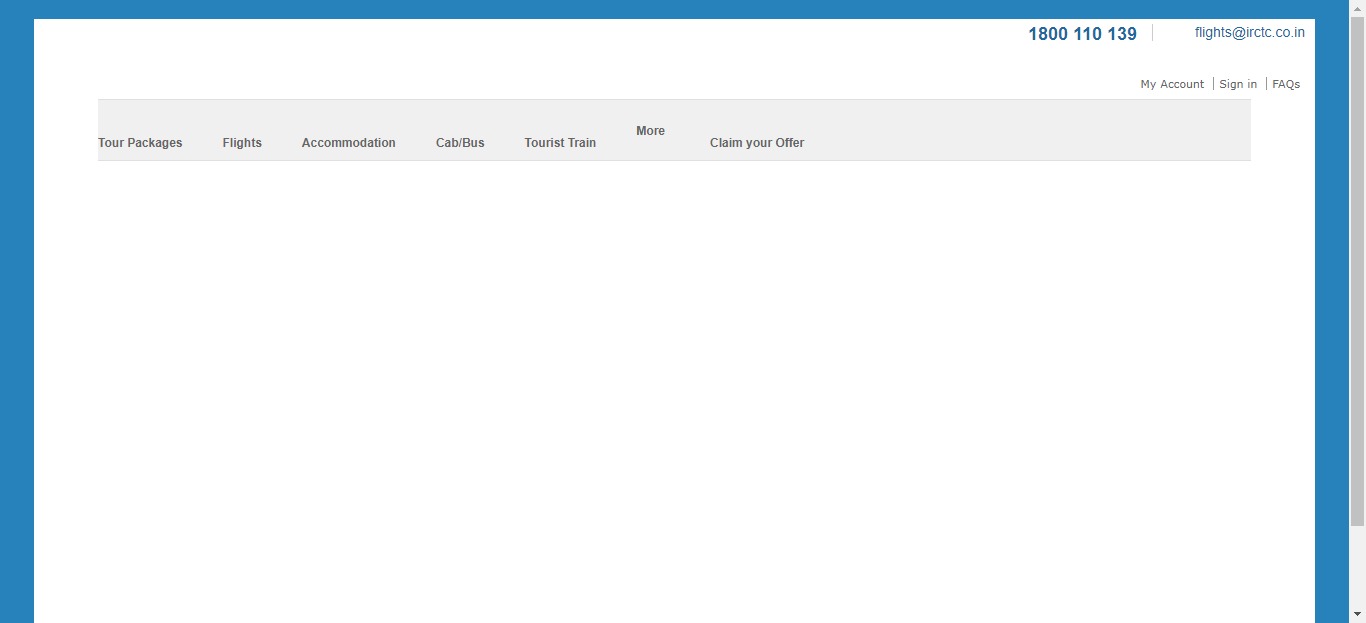 1800 110 139 flights@irctc.co.in
My Account Sign in FAQs
Tour Packages Flights Accommodation Cab/Bus Tourist Train More Claim your Offer